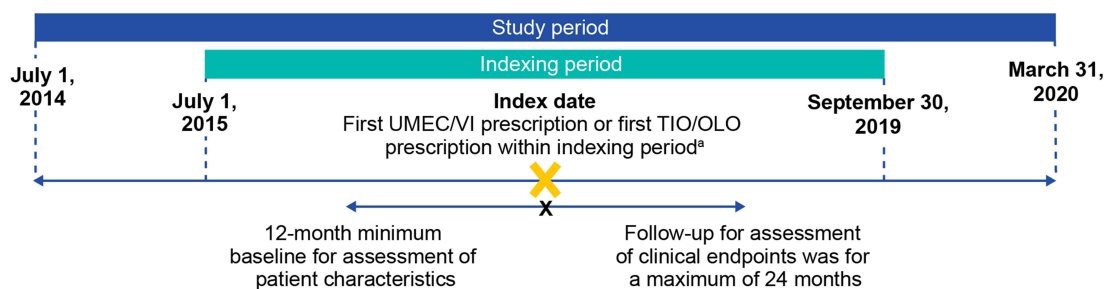 Study period
Indexing period
July 1,
2014
July 1,
2015
Index date
First UMEC/VI prescription or first TIO/OLO
prescription within indexing periodᵃ
September 30,
2019
March 31,
2020
X
12-month minimum
baseline for assessment of
patient characteristics
Follow-up for assessment
of clinical endpoints was for
a maximum of 24 months